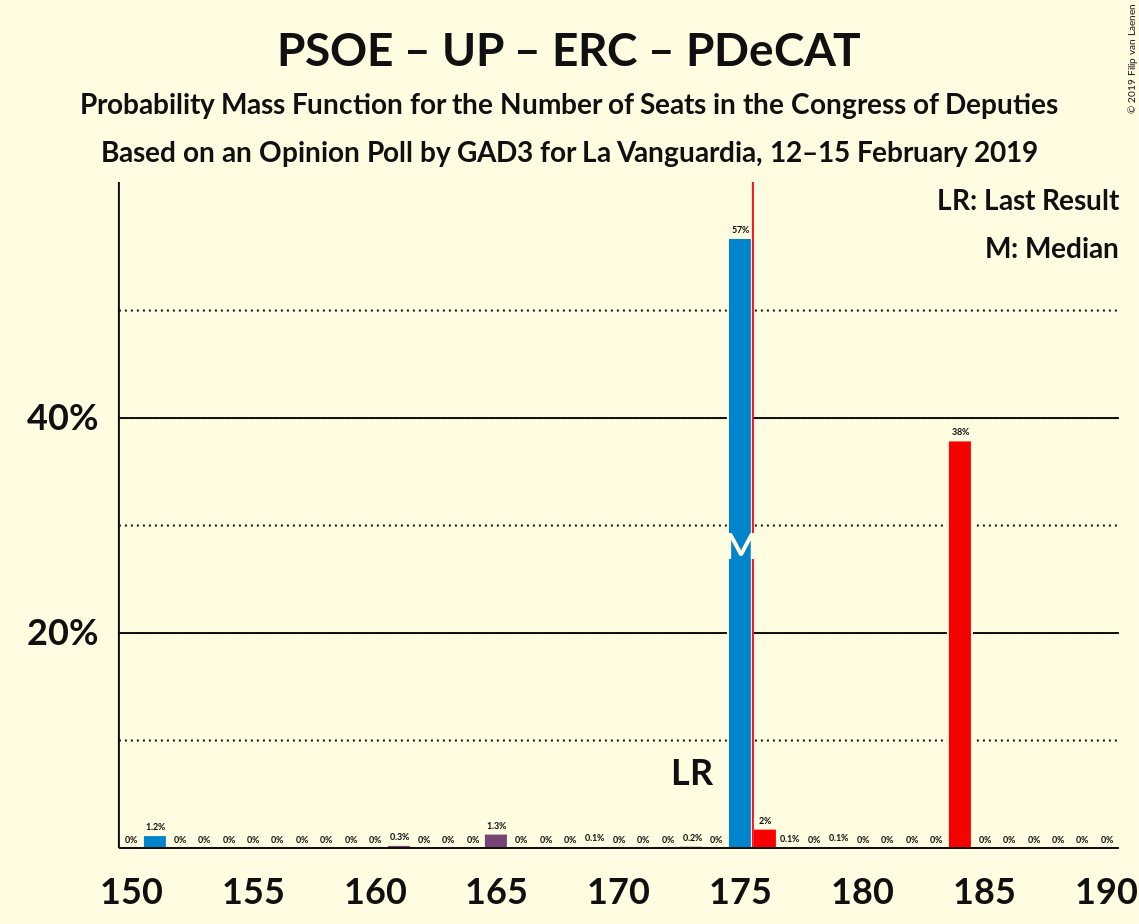 PSOE – UP – ERC – PDeCAT
Probability Mass Function for the Number of Seats in the Congress of Deputies
Based on an Opinion Poll by GAD3 for La Vanguardia, 12–15 February 2019
© 2019 Filip van Laenen
LR: Last Result
M: Median
40%
20%
0% 1.2% 0% 0% 0% 0% 0% 0% 0% 0% 0% 0.3% 0% 0% 0% 1.3% 0% 0% 0% 0.1% 0% 0% 0% 0.2% 0% 57% 2% 0.1% 0% 0.1% 0% 0% 0% 0% 38% 0% 0% 0% 0% 0% 0%
M
LR
150 155 160 165 170 175 180 185 190